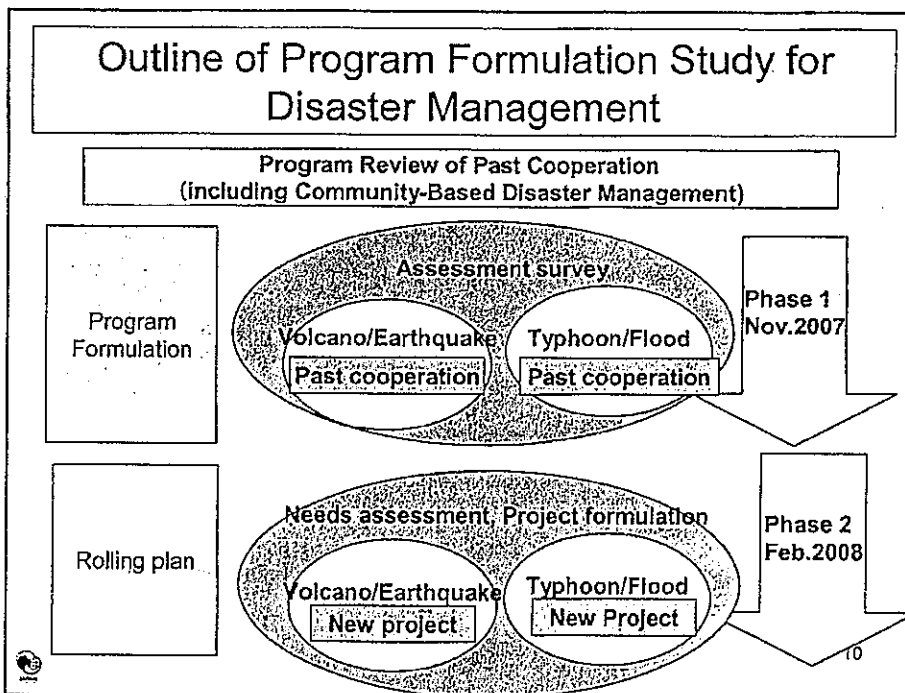 Outline of Program Formulation Study for
Disaster Management
Program Review of Past Cooperation
(including Community-Based Disaster Management)
Program
Formulation
Assessment survey
Volcano/Earthquake
Past cooperation
Typhoon/Flood
Past cooperation
Phase 1
Nov.2007
Rolling plan
Needs assessment, Project formulation
Volcano/Earthquake
New project
Typhoon/Flood
New Project
Phase 2
Feb.2008
10